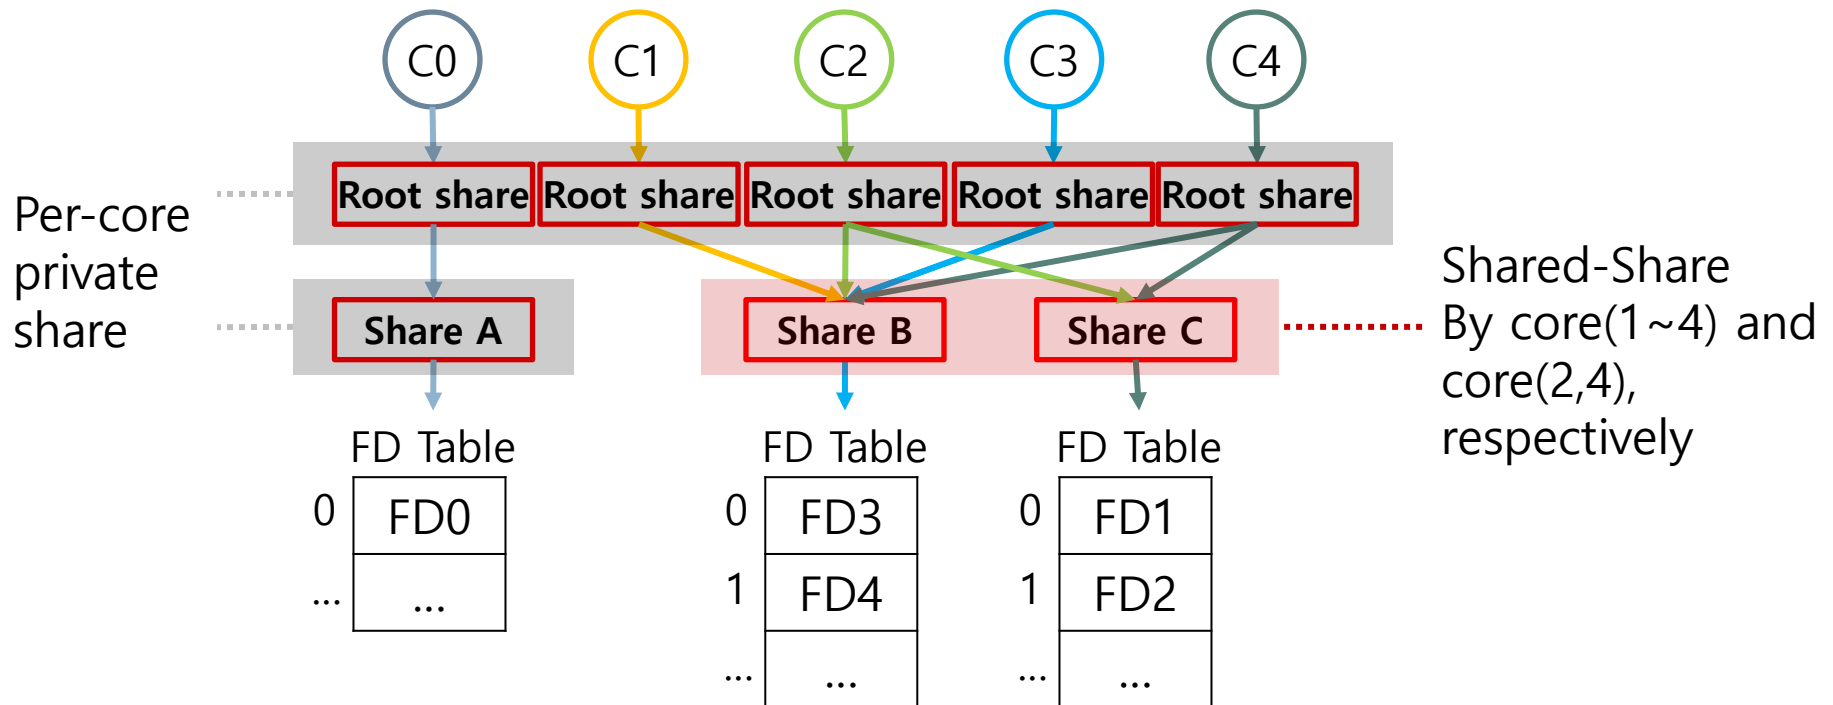 C0 C1 C2 C3 C4
Root share Root share Root share Root share Root share
Per-core
private
share
Share A Share B Share C
Shared-Share
By core(1~4) and
core(2,4),
respectively
FD Table FD Table FD Table
0 FD0 0 FD3 0 FD1
... ... 1 FD4 1 FD2
... ... ... ...